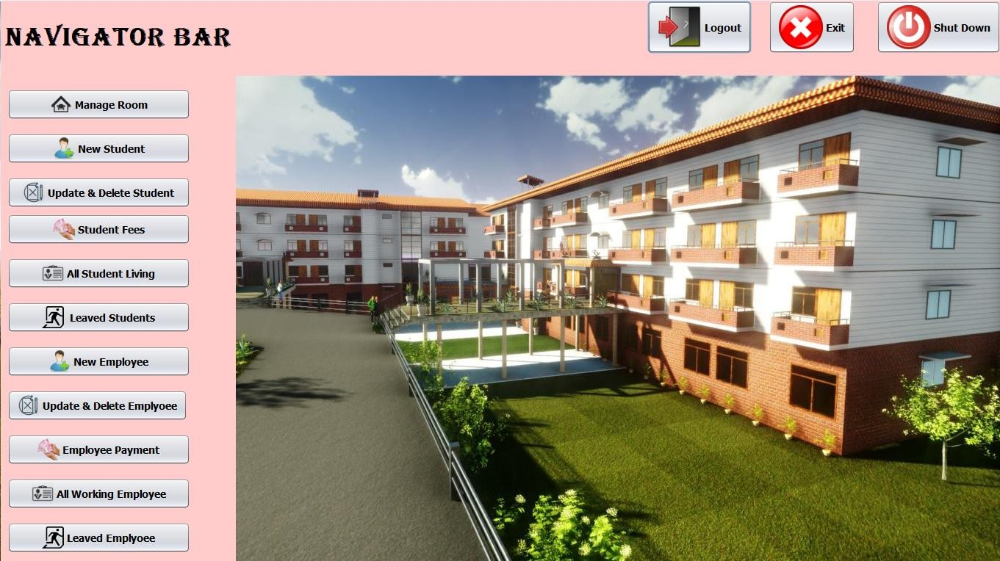 NAVIGATOR BAR
Logout
Exit
Shut Down
Manage Room
New Student
Update & Delete Student
Student Fees
All Student Living
Leaved Students
New Employee
Update & Delete Emplyoee
Employee Payment
All Working Employee
Leaved Emplyoee